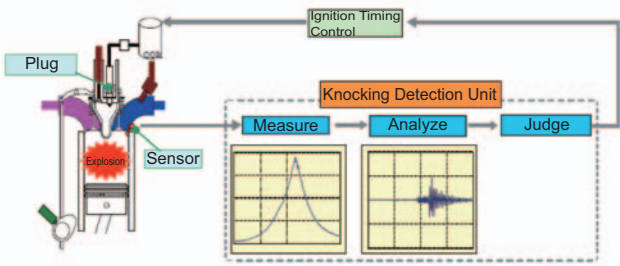 Ignition Timing
Control
Plug
Knocking Detection Unit
Measure
Analyze
Judge
Explosion
Sensor